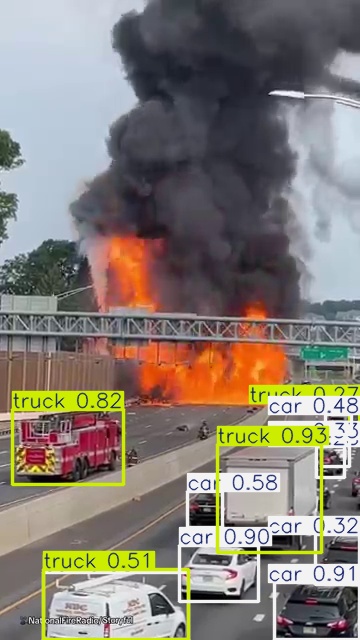 truck 0.27
truck 0.82
car 0.48
truck 0.93
car 0.58
car 0.32
car 0.90
truck 0.51
car 0.91
KBC
©NationalFireRadio/Storyful